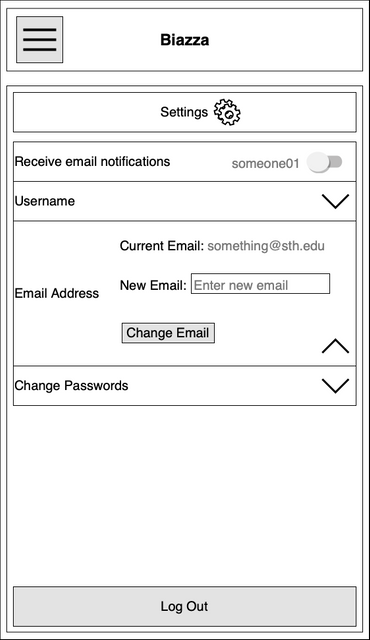 Biazza
Settings
Receive email notifications someone01
Username
Current Email: something@sth.edu
New Email: Enter new email
Email Address
Change Email
Change Passwords
Log Out